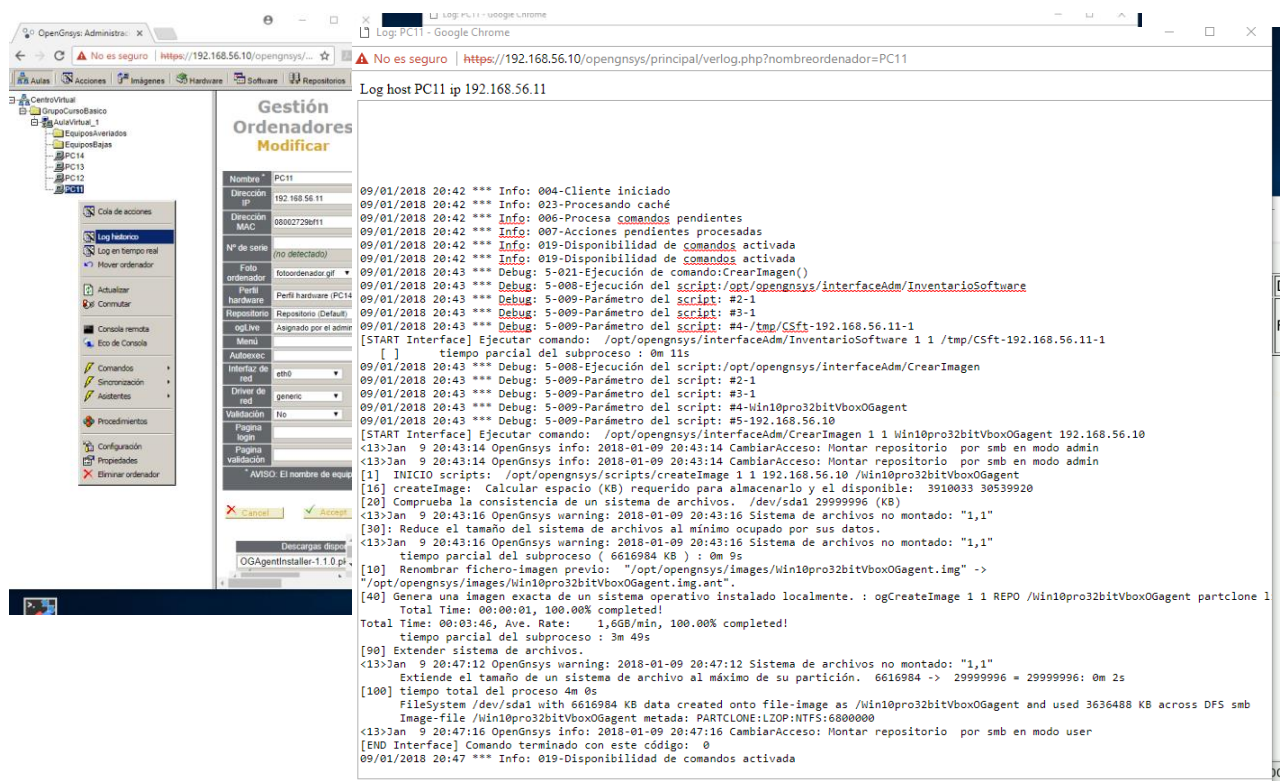 OpenGnsys: Administrac
No es seguro | https://192.168.56.10/opengnsys/...
Aulas Acciones Imágenes Hardware Software Repositorios
CentroVirtual
GrupoCursoBasico
AulaVirtual_1
EquiposAveriados
EquiposBajas
PC14
PC13
PC12
PC11
Cola de acciones
Log historico
Log en tiempo real
Mover ordenador
Actualizar
Conmutar
Consola remota
Eco de Consola
Comandos
Sincronización
Asistentes
Procedimientos
Configuración
Propiedades
Eliminar ordenador
Gestión
Ordenadores
Modificar
Nombre * PC11
Dirección IP 192.168.56.11
Dirección MAC 08002729bf11
Nº de serie (no detectado)
Foto ordenador fotoordenador.gif
Perfil hardware Perfil hardware (PC14
Repositorio Repositorio (Default)
ogLive Asignado por el admin
Menú
Autoexec
Interfaz de red eth0
Driver de red generic
Validación No
Pagina login
Pagina validación
* AVISO: El nombre de equip
Cancel Accept
Descargas dispon
OGAgentInstaller-1.1.0.pk
Log: PC11 - Google Chrome
Log: PC11 - Google Chrome
No es seguro | https://192.168.56.10/opengnsys/principal/verlog.php?nombreordenador=PC11
Log host PC11 ip 192.168.56.11
09/01/2018 20:42 *** Info: 004-Cliente iniciado
09/01/2018 20:42 *** Info: 023-Procesando caché
09/01/2018 20:42 *** Info: 006-Procesa comandos pendientes
09/01/2018 20:42 *** Info: 007-Acciones pendientes procesadas
09/01/2018 20:42 *** Info: 019-Disponibilidad de comandos activada
09/01/2018 20:42 *** Info: 019-Disponibilidad de comandos activada
09/01/2018 20:43 *** Debug: 5-021-Ejecución de comando:CrearImagen()
09/01/2018 20:43 *** Debug: 5-008-Ejecución del script:/opt/opengnsys/interfaceAdm/InventarioSoftware
09/01/2018 20:43 *** Debug: 5-009-Parámetro del script: #2-1
09/01/2018 20:43 *** Debug: 5-009-Parámetro del script: #3-1
09/01/2018 20:43 *** Debug: 5-009-Parámetro del script: #4-/tmp/CSft-192.168.56.11-1
[START Interface] Ejecutar comando: /opt/opengnsys/interfaceAdm/InventarioSoftware 1 1 /tmp/CSft-192.168.56.11-1
[ ] tiempo parcial del subproceso : 0m 11s
09/01/2018 20:43 *** Debug: 5-008-Ejecución del script:/opt/opengnsys/interfaceAdm/CrearImagen
09/01/2018 20:43 *** Debug: 5-009-Parámetro del script: #2-1
09/01/2018 20:43 *** Debug: 5-009-Parámetro del script: #3-1
09/01/2018 20:43 *** Debug: 5-009-Parámetro del script: #4-Win10pro32bitVboxOGagent
09/01/2018 20:43 *** Debug: 5-009-Parámetro del script: #5-192.168.56.10
[START Interface] Ejecutar comando: /opt/opengnsys/interfaceAdm/CrearImagen 1 1 Win10pro32bitVboxOGagent 192.168.56.10
<13>Jan 9 20:43:14 OpenGnsys info: 2018-01-09 20:43:14 CambiarAcceso: Montar repositorio por smb en modo admin
<13>Jan 9 20:43:14 OpenGnsys info: 2018-01-09 20:43:14 CambiarAcceso: Montar repositorio por smb en modo admin
[1] INICIO scripts: /opt/opengnsys/scripts/createImage 1 1 192.168.56.10 /Win10pro32bitVboxOGagent
[16] createImage: Calcular espacio (KB) requerido para almacenarlo y el disponible: 3910033 30539920
[20] Comprueba la consistencia de un sistema de archivos. /dev/sda1 29999996 (KB)
<13>Jan 9 20:43:16 OpenGnsys warning: 2018-01-09 20:43:16 Sistema de archivos no montado: "1,1"
[30]: Reduce el tamaño del sistema de archivos al mínimo ocupado por sus datos.
<13>Jan 9 20:43:16 OpenGnsys warning: 2018-01-09 20:43:16 Sistema de archivos no montado: "1,1"
tiempo parcial del subproceso ( 6616984 KB ) : 0m 9s
[10] Renombrar fichero-imagen previo: "/opt/opengnsys/images/Win10pro32bitVboxOGagent.img" ->
"/opt/opengnsys/images/Win10pro32bitVboxOGagent.img.ant".
[40] Genera una imagen exacta de un sistema operativo instalado localmente. : ogCreateImage 1 1 REPO /Win10pro32bitVboxOGagent partclone l
Total Time: 00:00:01, 100.00% completed!
Total Time: 00:03:46, Ave. Rate: 1,6GB/min, 100.00% completed!
tiempo parcial del subproceso : 3m 49s
[90] Extender sistema de archivos.
<13>Jan 9 20:47:12 OpenGnsys warning: 2018-01-09 20:47:12 Sistema de archivos no montado: "1,1"
Extiende el tamaño de un sistema de archivo al máximo de su partición. 6616984 -> 29999996 = 29999996: 0m 2s
[100] tiempo total del proceso 4m 0s
FileSystem /dev/sda1 with 6616984 KB data created onto file-image as /Win10pro32bitVboxOGagent and used 3636488 KB across DFS smb
Image-file /Win10pro32bitVboxOGagent metada: PARTCLONE:LZOP:NTFS:6800000
<13>Jan 9 20:47:16 OpenGnsys info: 2018-01-09 20:47:16 CambiarAcceso: Montar repositorio por smb en modo user
[END Interface] Comando terminado con este código: 0
09/01/2018 20:47 *** Info: 019-Disponibilidad de comandos activada